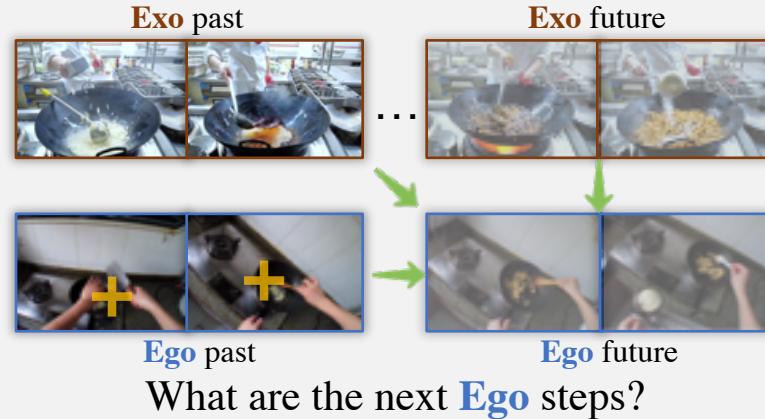 Exo past
Exo future
...
Ego past
Ego future
What are the next Ego steps?